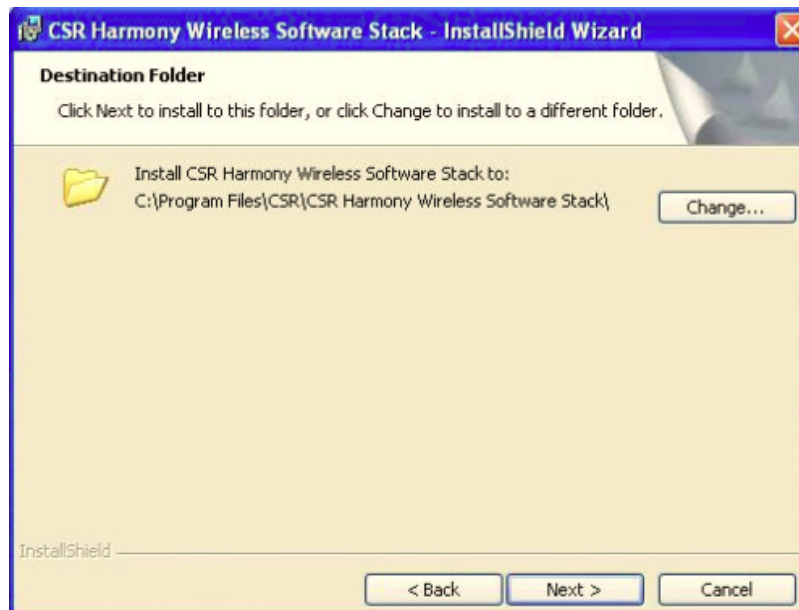 CSR Harmony Wireless Software Stack - InstallShield Wizard
Destination Folder
Click Next to install to this folder, or click Change to install to a different folder.
Install CSR Harmony Wireless Software Stack to:
C:\Program Files\CSR\CSR Harmony Wireless Software Stack\
Change...
InstallShield
< Back
Next >
Cancel